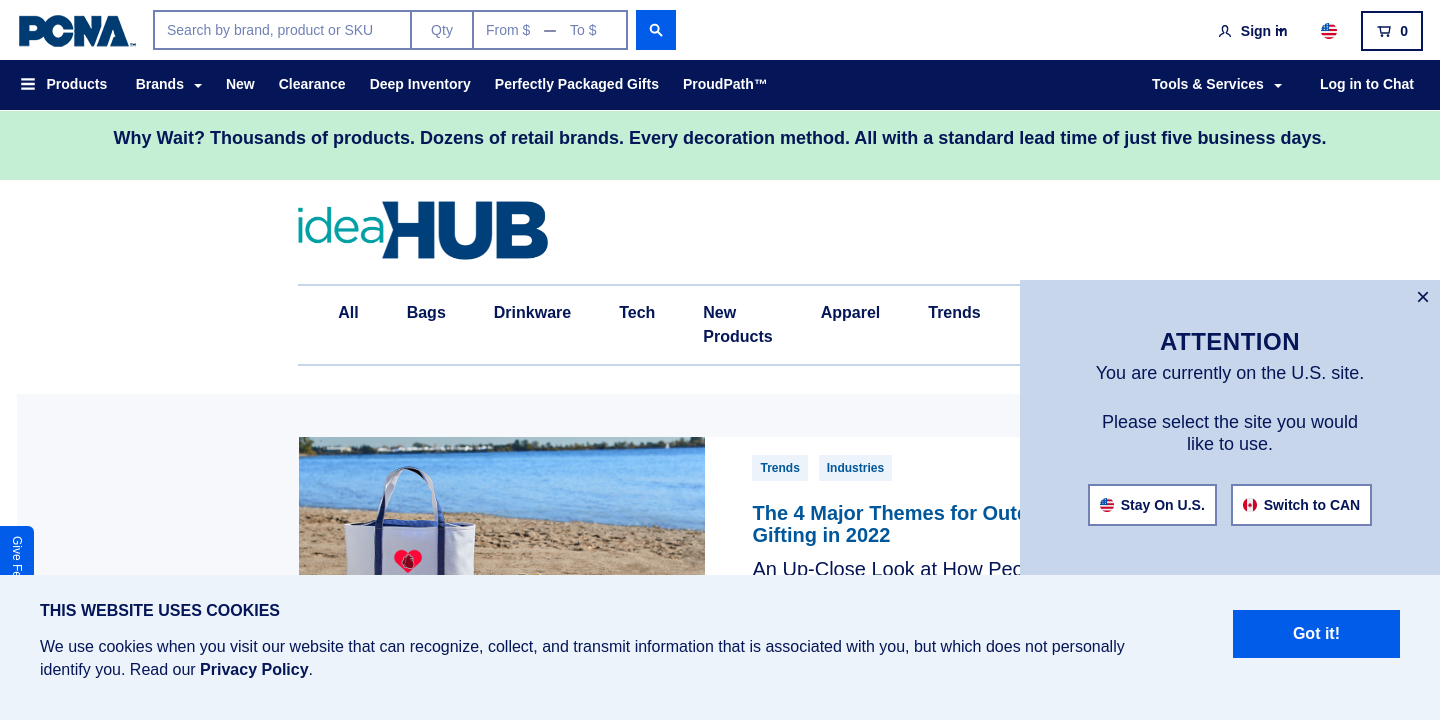 PCNA™
Search by brand, product or SKU
Qty
From $ — To $
Sign in
0
Products
Brands
New
Clearance
Deep Inventory
Perfectly Packaged Gifts
ProudPath™
Tools & Services
Log in to Chat
Why Wait? Thousands of products. Dozens of retail brands. Every decoration method. All with a standard lead time of just five business days.
ideaHUB
All
Bags
Drinkware
Tech
New
Products
Apparel
Trends
×
ATTENTION
You are currently on the U.S. site.
Please select the site you would
like to use.
Stay On U.S.
Switch to CAN
Trends
Industries
The 4 Major Themes for
Gifting in 2022
An Up-Close Look at How
Give
THIS WEBSITE USES COOKIES
We use cookies when you visit our website that can recognize, collect, and transmit information that is associated with you, but which does not personally
identify you. Read our Privacy Policy.
Got it!